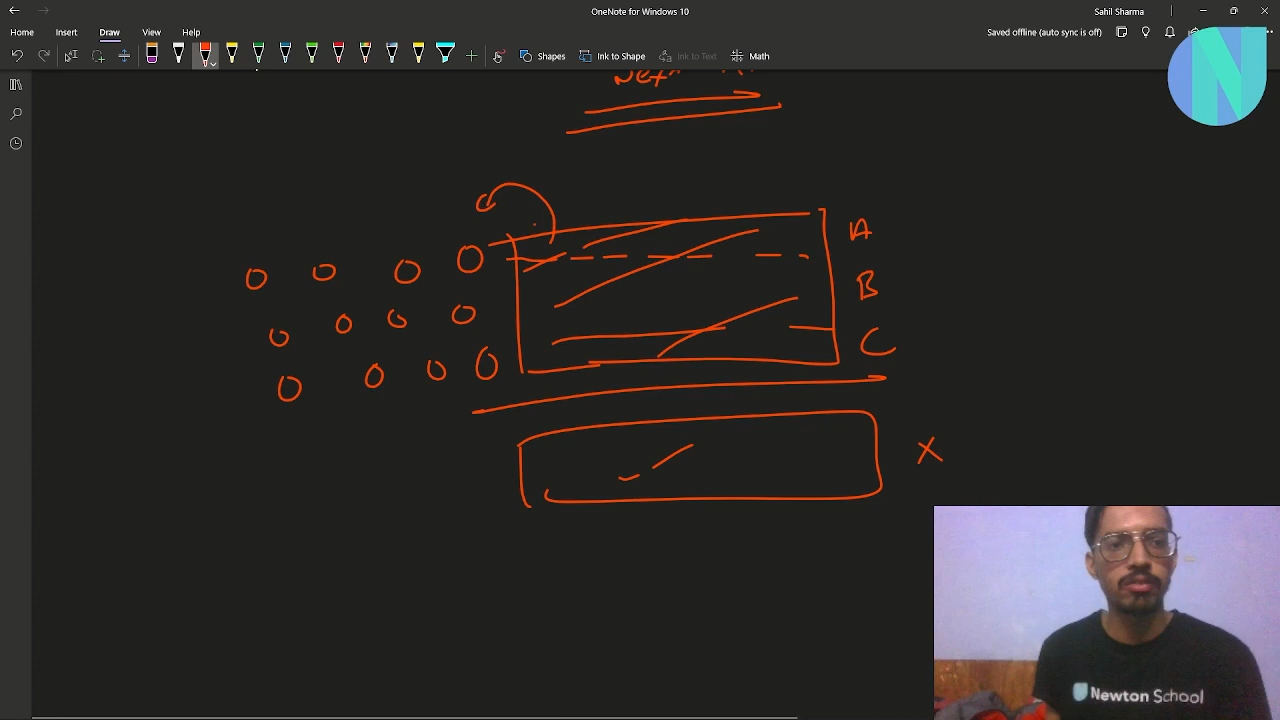 OneNote for Windows 10
Sahil Sharma
Home Insert Draw View Help
Saved offline (auto sync is off)
Shapes Ink to Shape Ink to Text Math
A
B
C
X
Newton School
N